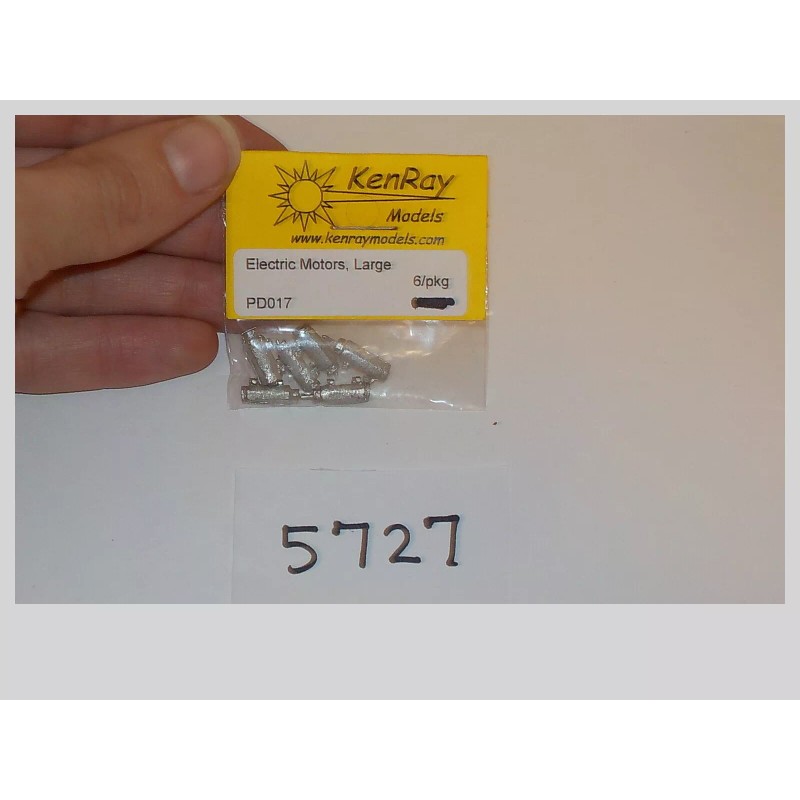 KenRay
Models
www.kenraymodels.com
Electric Motors, Large
6/pkg
PD017
5727